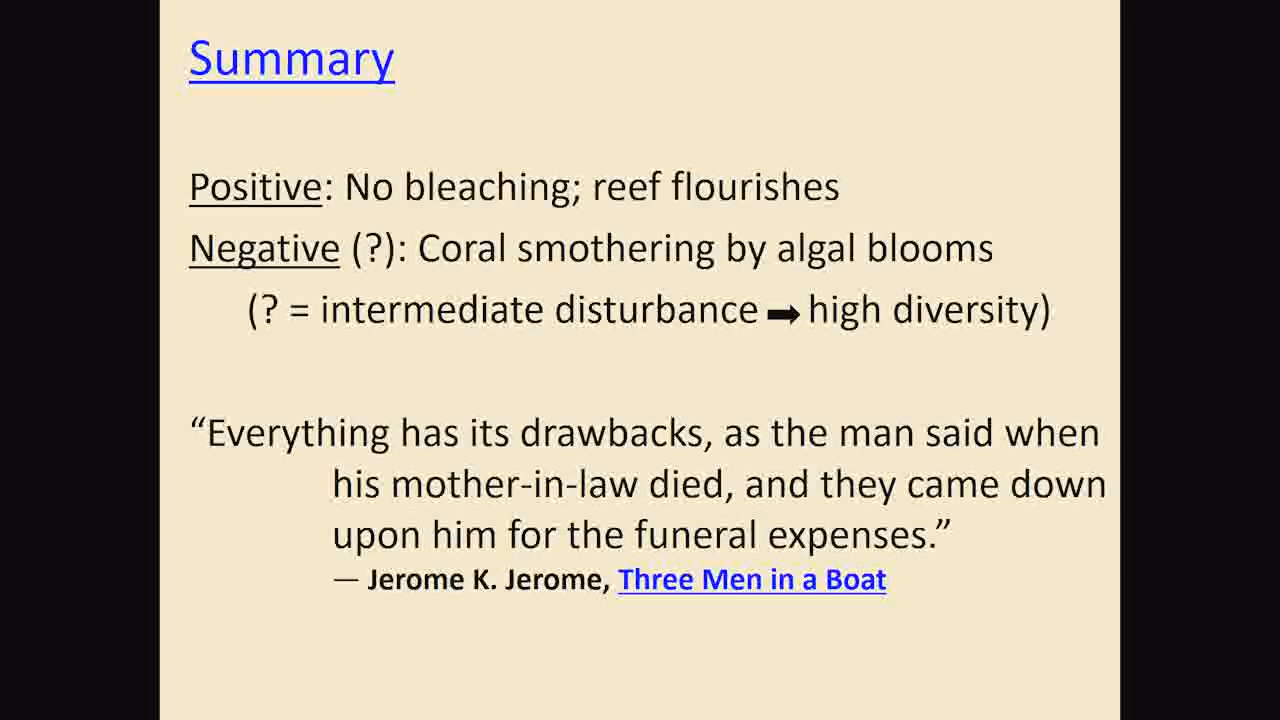 Summary
Positive: No bleaching; reef flourishes
Negative (?): Coral smothering by algal blooms
(? = intermediate disturbance ➡ high diversity)
“Everything has its drawbacks, as the man said when
his mother-in-law died, and they came down
upon him for the funeral expenses.”
— Jerome K. Jerome, Three Men in a Boat